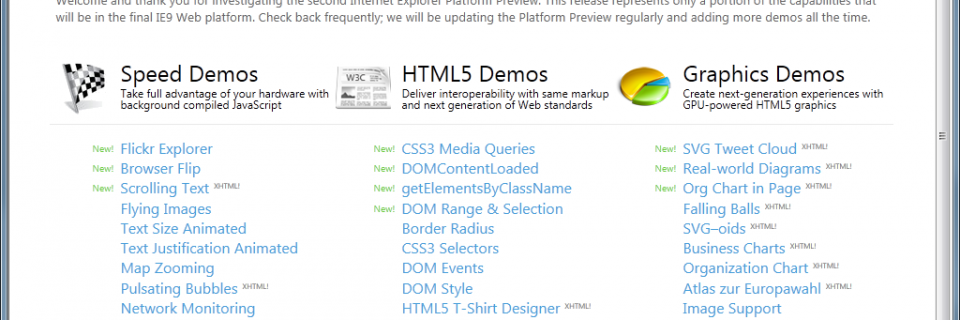 Welcome and thank you for investigating the second Internet Explorer Platform Preview. This release represents only a portion of the capabilities that
will be in the final IE9 Web platform. Check back frequently; we will be updating the Platform Preview regularly and adding more demos all the time.
Speed Demos
Take full advantage of your hardware with
background compiled JavaScript
New! Flickr Explorer
New! Browser Flip
New! Scrolling Text XHTML!
Flying Images
Text Size Animated
Text Justification Animated
Map Zooming
Pulsating Bubbles XHTML!
Network Monitoring
W3C
HTML5 Demos
Deliver interoperability with same markup
and next generation of Web standards
New! CSS3 Media Queries
New! DOMContentLoaded
New! getElementsByClassName
New! DOM Range & Selection
Border Radius
CSS3 Selectors
DOM Events
DOM Style
HTML5 T-Shirt Designer XHTML!
Graphics Demos
Create next-generation experiences with
GPU-powered HTML5 graphics
New! SVG Tweet Cloud XHTML!
New! Real-world Diagrams XHTML!
New! Org Chart in Page XHTML!
Falling Balls XHTML!
SVG–oids XHTML!
Business Charts XHTML!
Organization Chart XHTML!
Atlas zur Europawahl XHTML!
Image Support